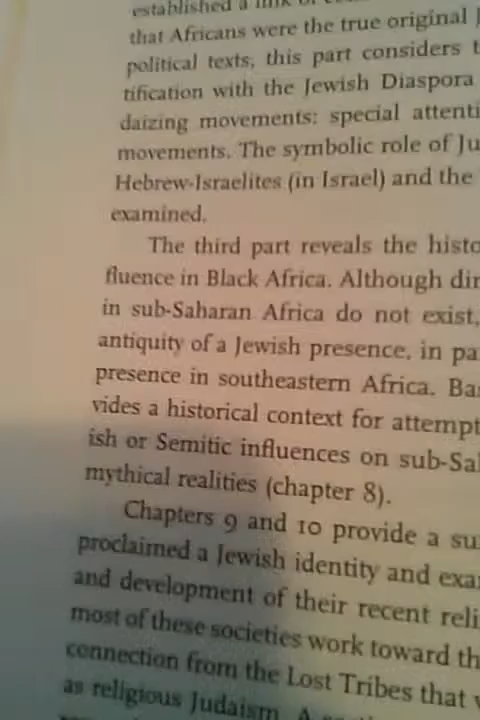 established a link of
that Africans were the true original J
political texts, this part considers t
tification with the Jewish Diaspora
daizing movements: special attenti
movements. The symbolic role of Ju
Hebrew-Israelites (in Israel) and the
examined.
The third part reveals the histo
fluence in Black Africa. Although dir
in sub-Saharan Africa do not exist,
antiquity of a Jewish presence, in pa
presence in southeastern Africa. Ba
vides a historical context for attempt
ish or Semitic influences on sub-Sa
mythical realities (chapter 8).
Chapters 9 and 10 provide a su
proclaimed a Jewish identity and exa
and development of their recent reli
most of these societies work toward th
connection from the Lost Tribes that
as religious Judaism. A